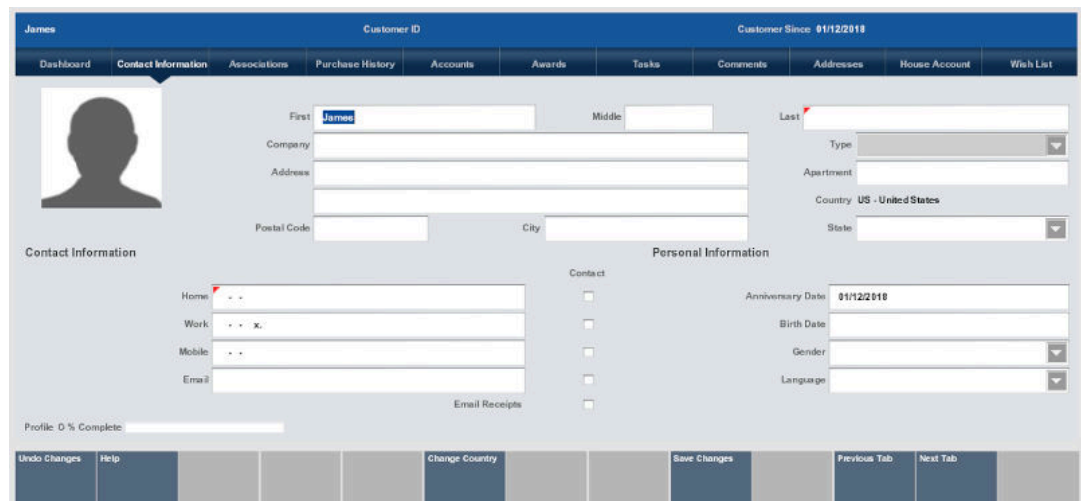 James Customer ID Customer Since 01/12/2018
Dashboard Contact Information Associations Purchase History Accounts Awards Tasks Comments Addresses House Account Wish List
First James Middle Last
Company Type
Address Apartment
Country US - United States
Postal Code City State
Contact Information Personal Information
Contact
Home - - Anniversary Date 01/12/2018
Work - - x. Birth Date
Mobile - - Gender
Email Language
Email Receipts
Profile 0 % Complete
Undo Changes Help Change Country Save Changes Previous Tab Next Tab